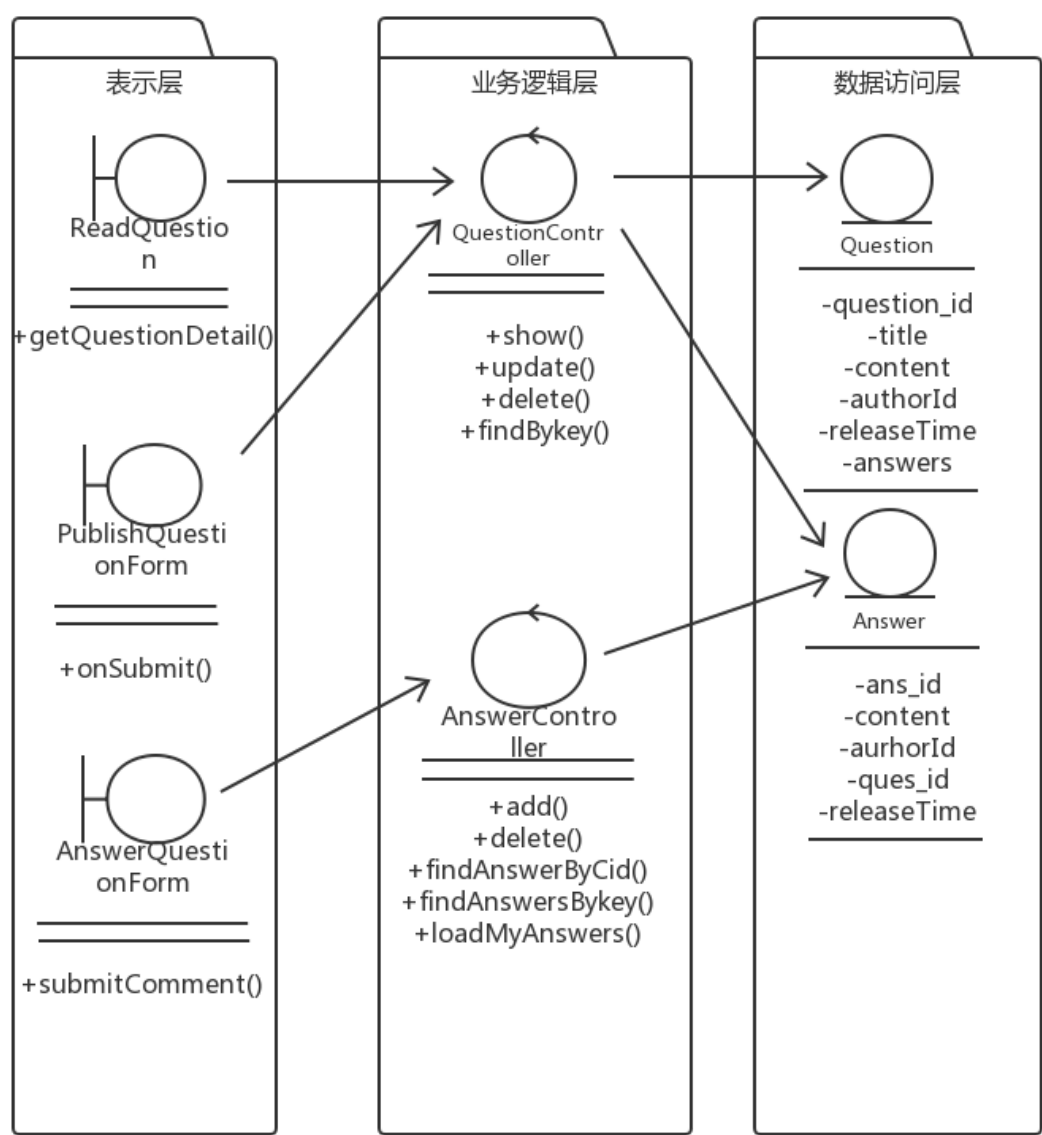 表示层
ReadQuestio
n
+getQuestionDetail()
PublishQuesti
onForm
+onSubmit()
AnswerQuesti
onForm
+submitComment()
业务逻辑层
QuestionContr
oller
+show()
+update()
+delete()
+findBykey()
AnswerContro
ller
+add()
+delete()
+findAnswerByCid()
+findAnswersBykey()
+loadMyAnswers()
数据访问层
Question
-question_id
-title
-content
-authorId
-releaseTime
-answers
Answer
-ans_id
-content
-aurhorId
-ques_id
-releaseTime